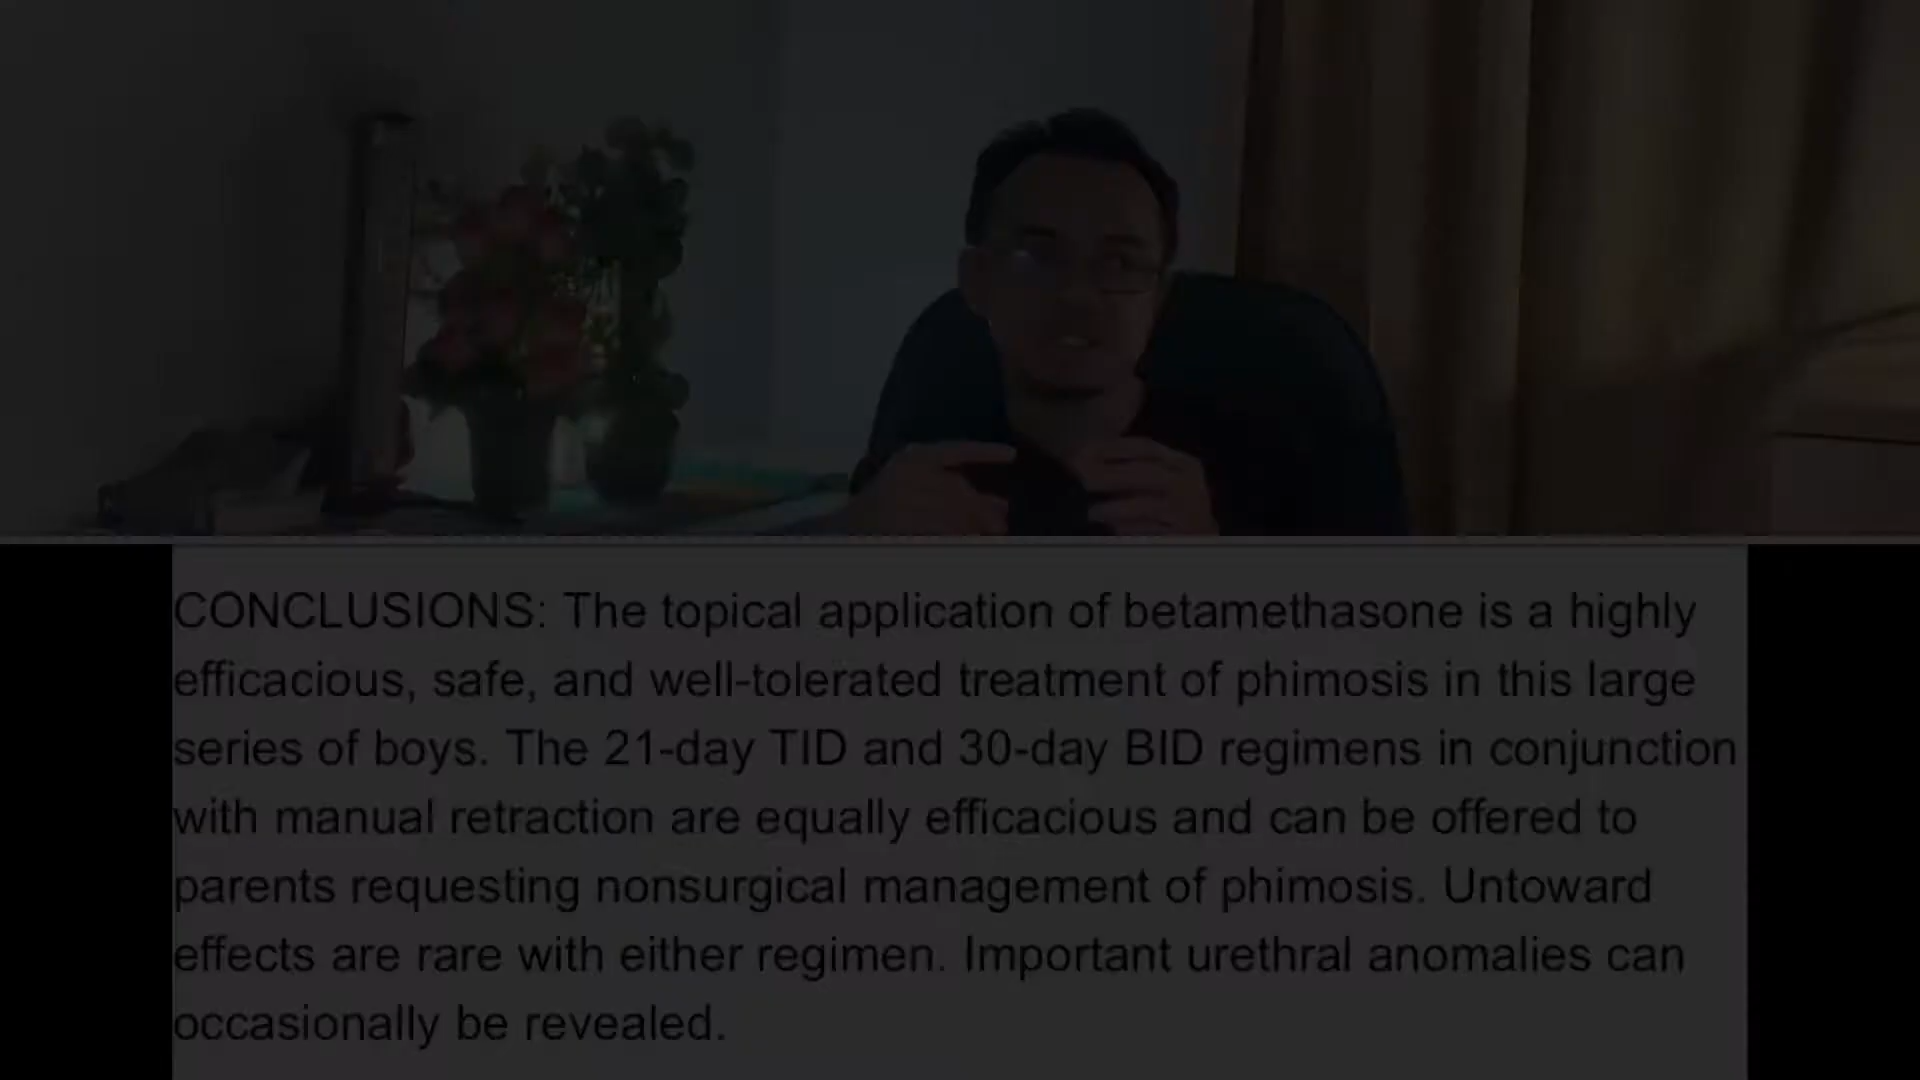 CONCLUSIONS: The topical application of betamethasone is a highly
efficacious, safe, and well-tolerated treatment of phimosis in this large
series of boys. The 21-day TID and 30-day BID regimens in conjunction
with manual retraction are equally efficacious and can be offered to
parents requesting nonsurgical management of phimosis. Untoward
effects are rare with either regimen. Important urethral anomalies can
occasionally be revealed.